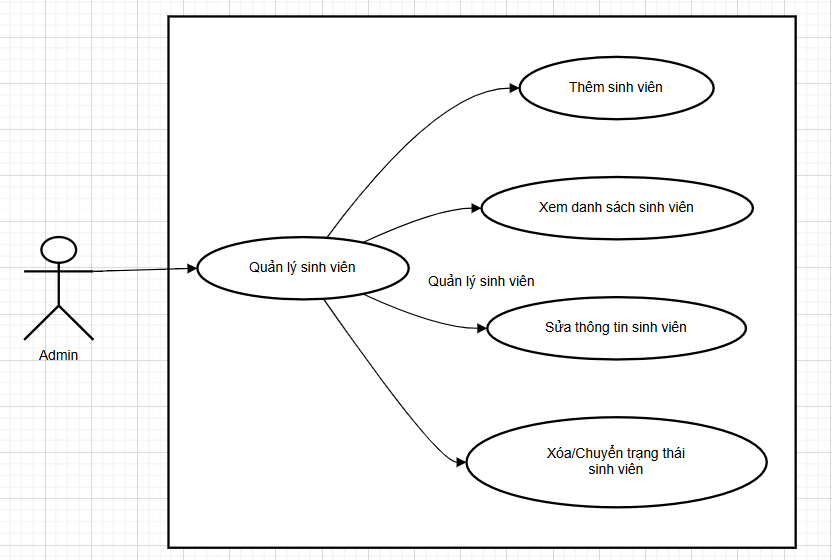 Thêm sinh viên
Xem danh sách sinh viên
Quản lý sinh viên
Quản lý sinh viên
Sửa thông tin sinh viên
Admin
Xóa/Chuyển trạng thái
sinh viên